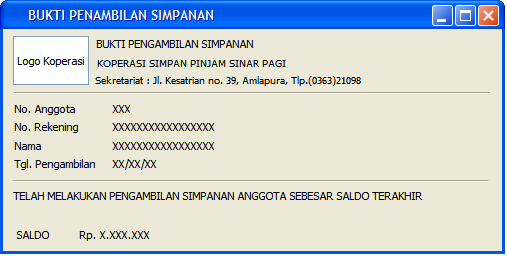 BUKTI PENAMBILAN SIMPANAN
Logo Koperasi
BUKTI PENGAMBILAN SIMPANAN
KOPERASI SIMPAN PINJAM SINAR PAGI
Sekretariat : Jl. Kesatrian no. 39, Amlapura, Tlp.(0363)21098
No. Anggota XXX
No. Rekening XXXXXXXXXXXXXXXXX
Nama XXXXXXXXXXXXXXXXX
Tgl. Pengambilan XX/XX/XX
TELAH MELAKUKAN PENGAMBILAN SIMPANAN ANGGOTA SEBESAR SALDO TERAKHIR
SALDO Rp. X.XXX.XXX